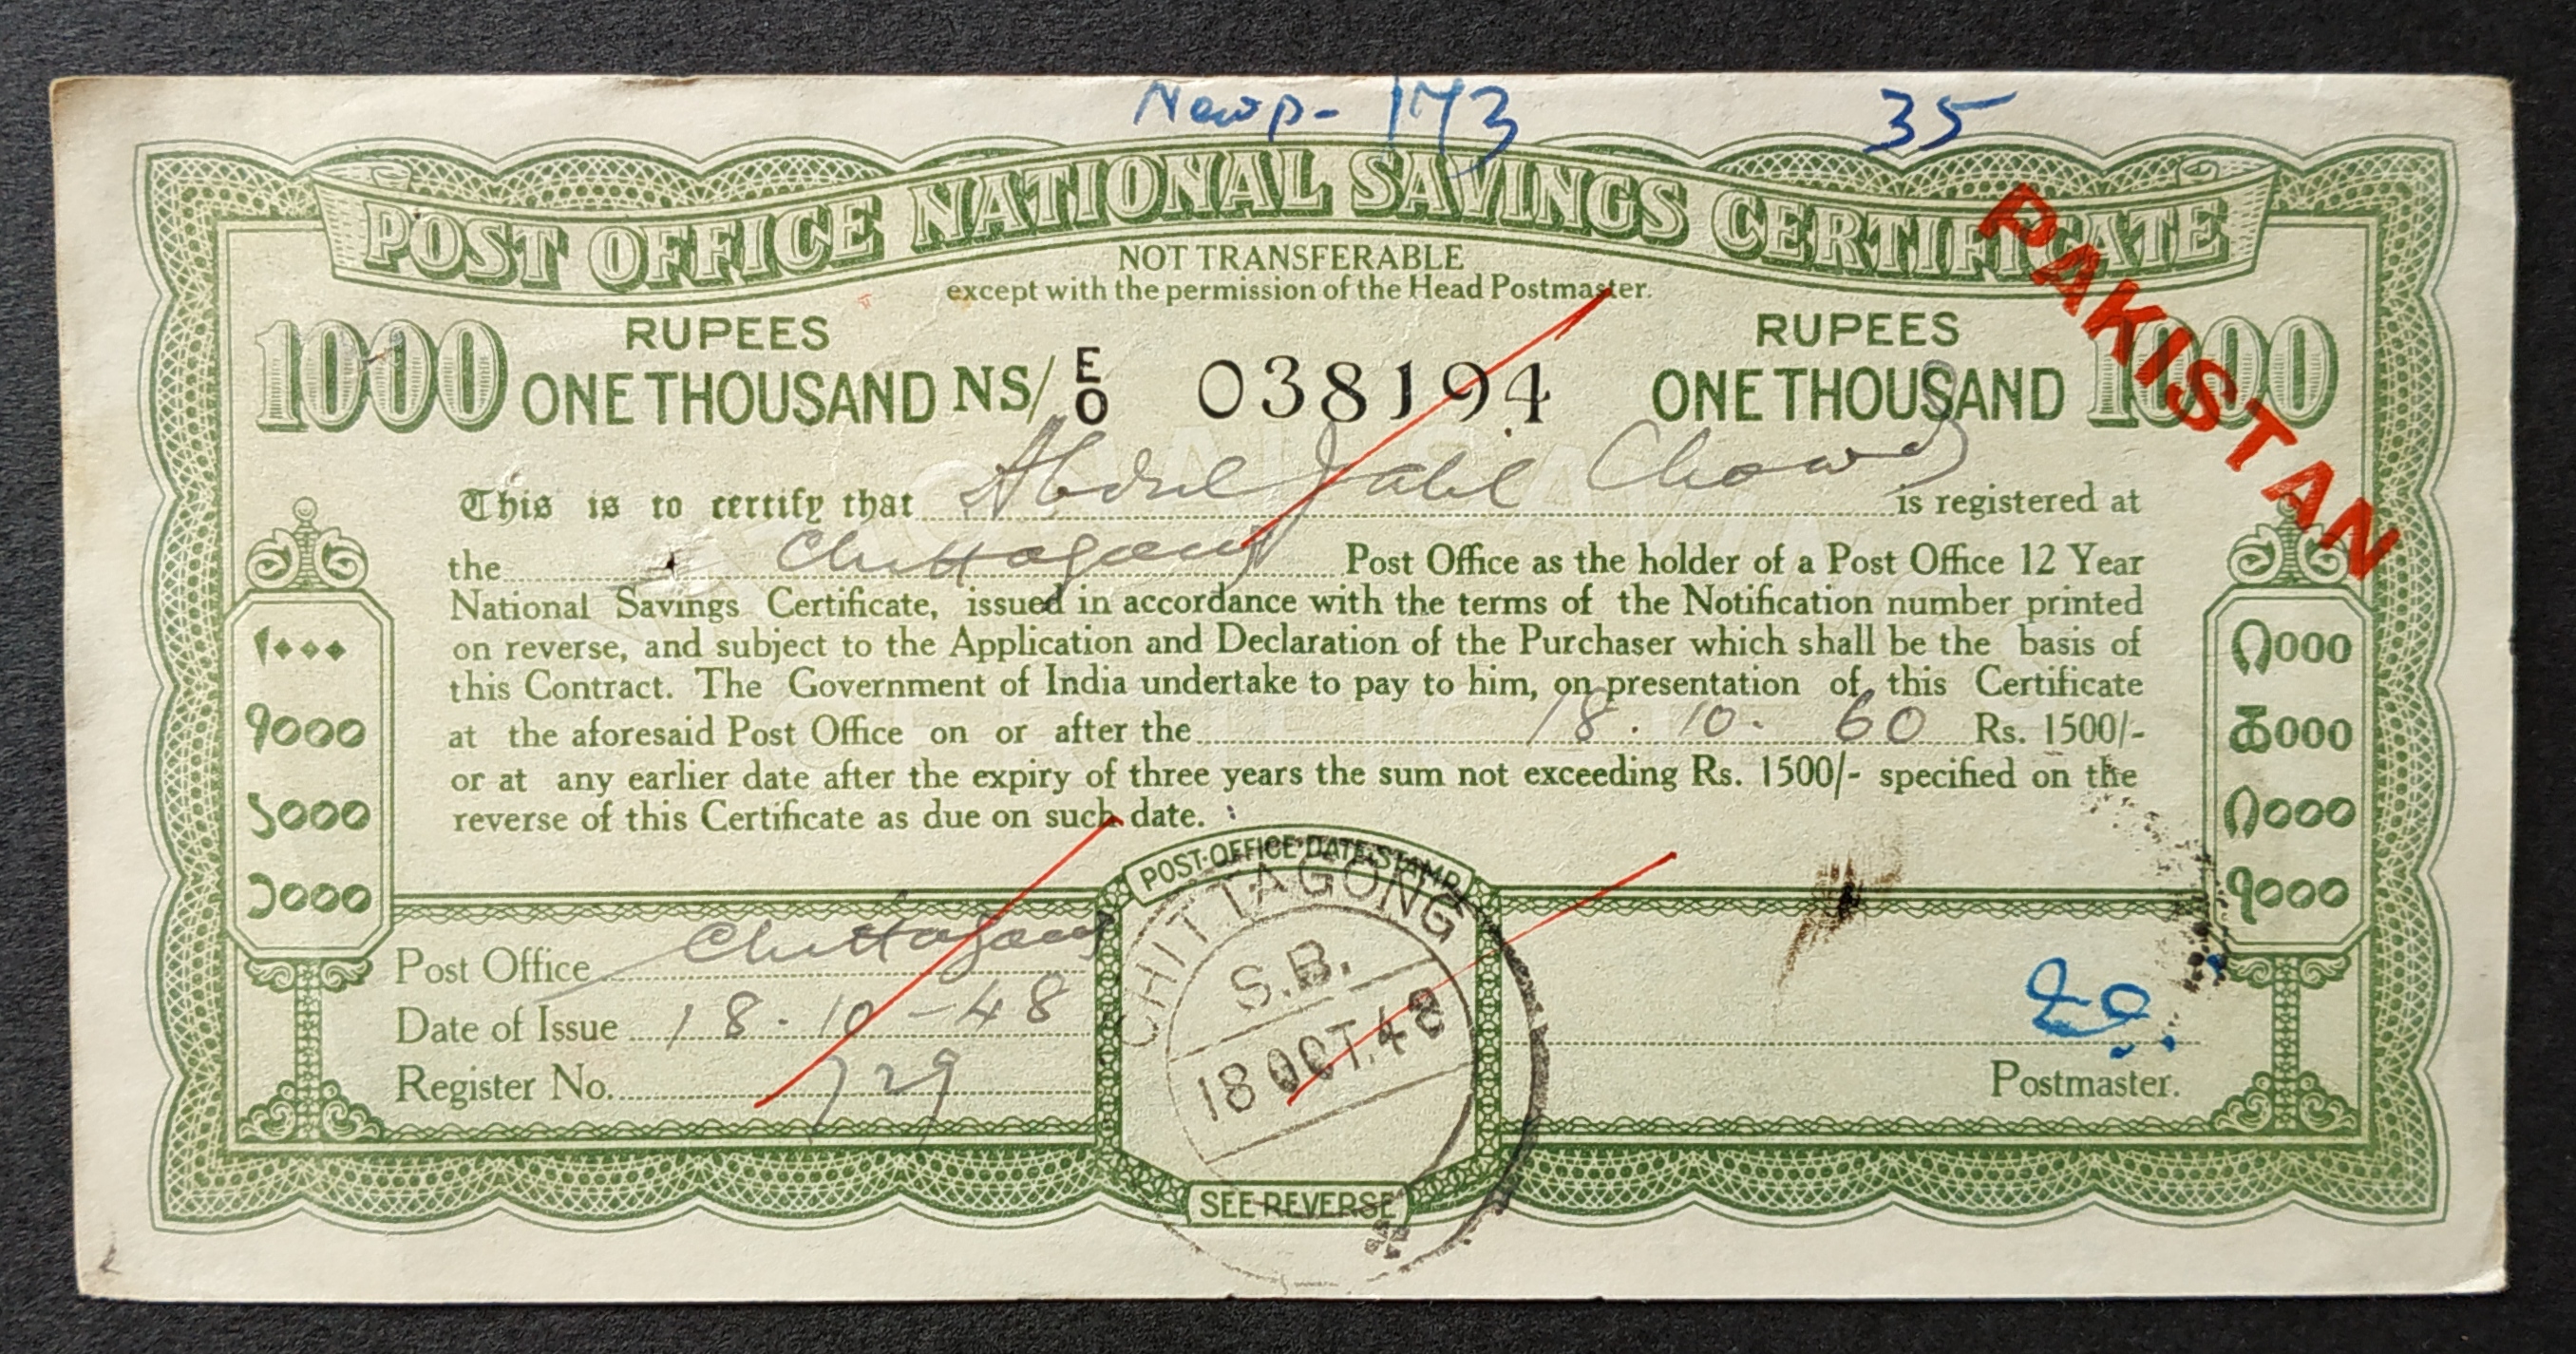 Newp- 173 35
POST OFFICE NATIONAL SAVINGS CERTIFICATE
PAKISTAN
NOT TRANSFERABLE
except with the permission of the Head Postmaster.
1000 RUPEES ONE THOUSAND NS/ E/O 038194 RUPEES ONE THOUSAND 1000
This is to certify that Abdul Jalil Chowd is registered at
the Chittagong Post Office as the holder of a Post Office 12 Year
National Savings Certificate, issued in accordance with the terms of the Notification number printed
on reverse, and subject to the Application and Declaration of the Purchaser which shall be the basis of
this Contract. The Government of India undertake to pay to him, on presentation of this Certificate
at the aforesaid Post Office on or after the 18.10.60 Rs. 1500/-
or at any earlier date after the expiry of three years the sum not exceeding Rs. 1500/- specified on the
reverse of this Certificate as due on such date.
۱۰۰۰
१०००
১০০০
૧૦૦૦
௲000
ȣ000
POST·OFFICE·DATE·STAMP
CHITTAGONG
S.B.
18 OCT.48
Post Office Chittagong
Date of Issue 18-10-48
Register No. 729
Postmaster.
SEE REVERSE